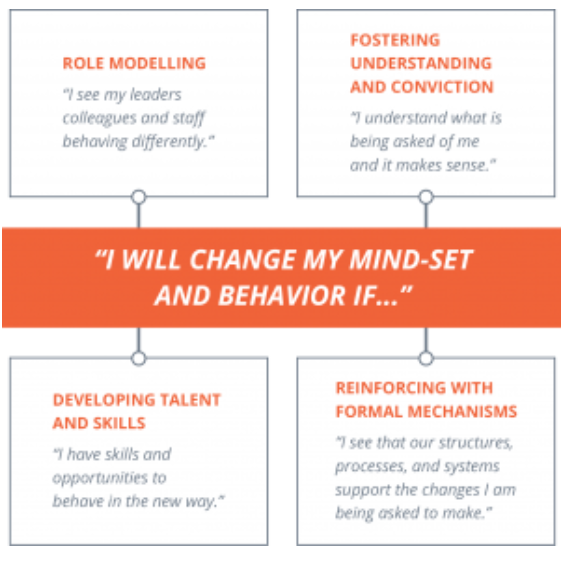 ROLE MODELLING
“I see my leaders
colleagues and staff
behaving differently.”
FOSTERING
UNDERSTANDING
AND CONVICTION
“I understand what is
being asked of me
and it makes sense.”
“I WILL CHANGE MY MIND-SET
AND BEHAVIOR IF...”
DEVELOPING TALENT
AND SKILLS
“I have skills and
opportunities to
behave in the new way.”
REINFORCING WITH
FORMAL MECHANISMS
“I see that our structures,
processes, and systems
support the changes I am
being asked to make.”